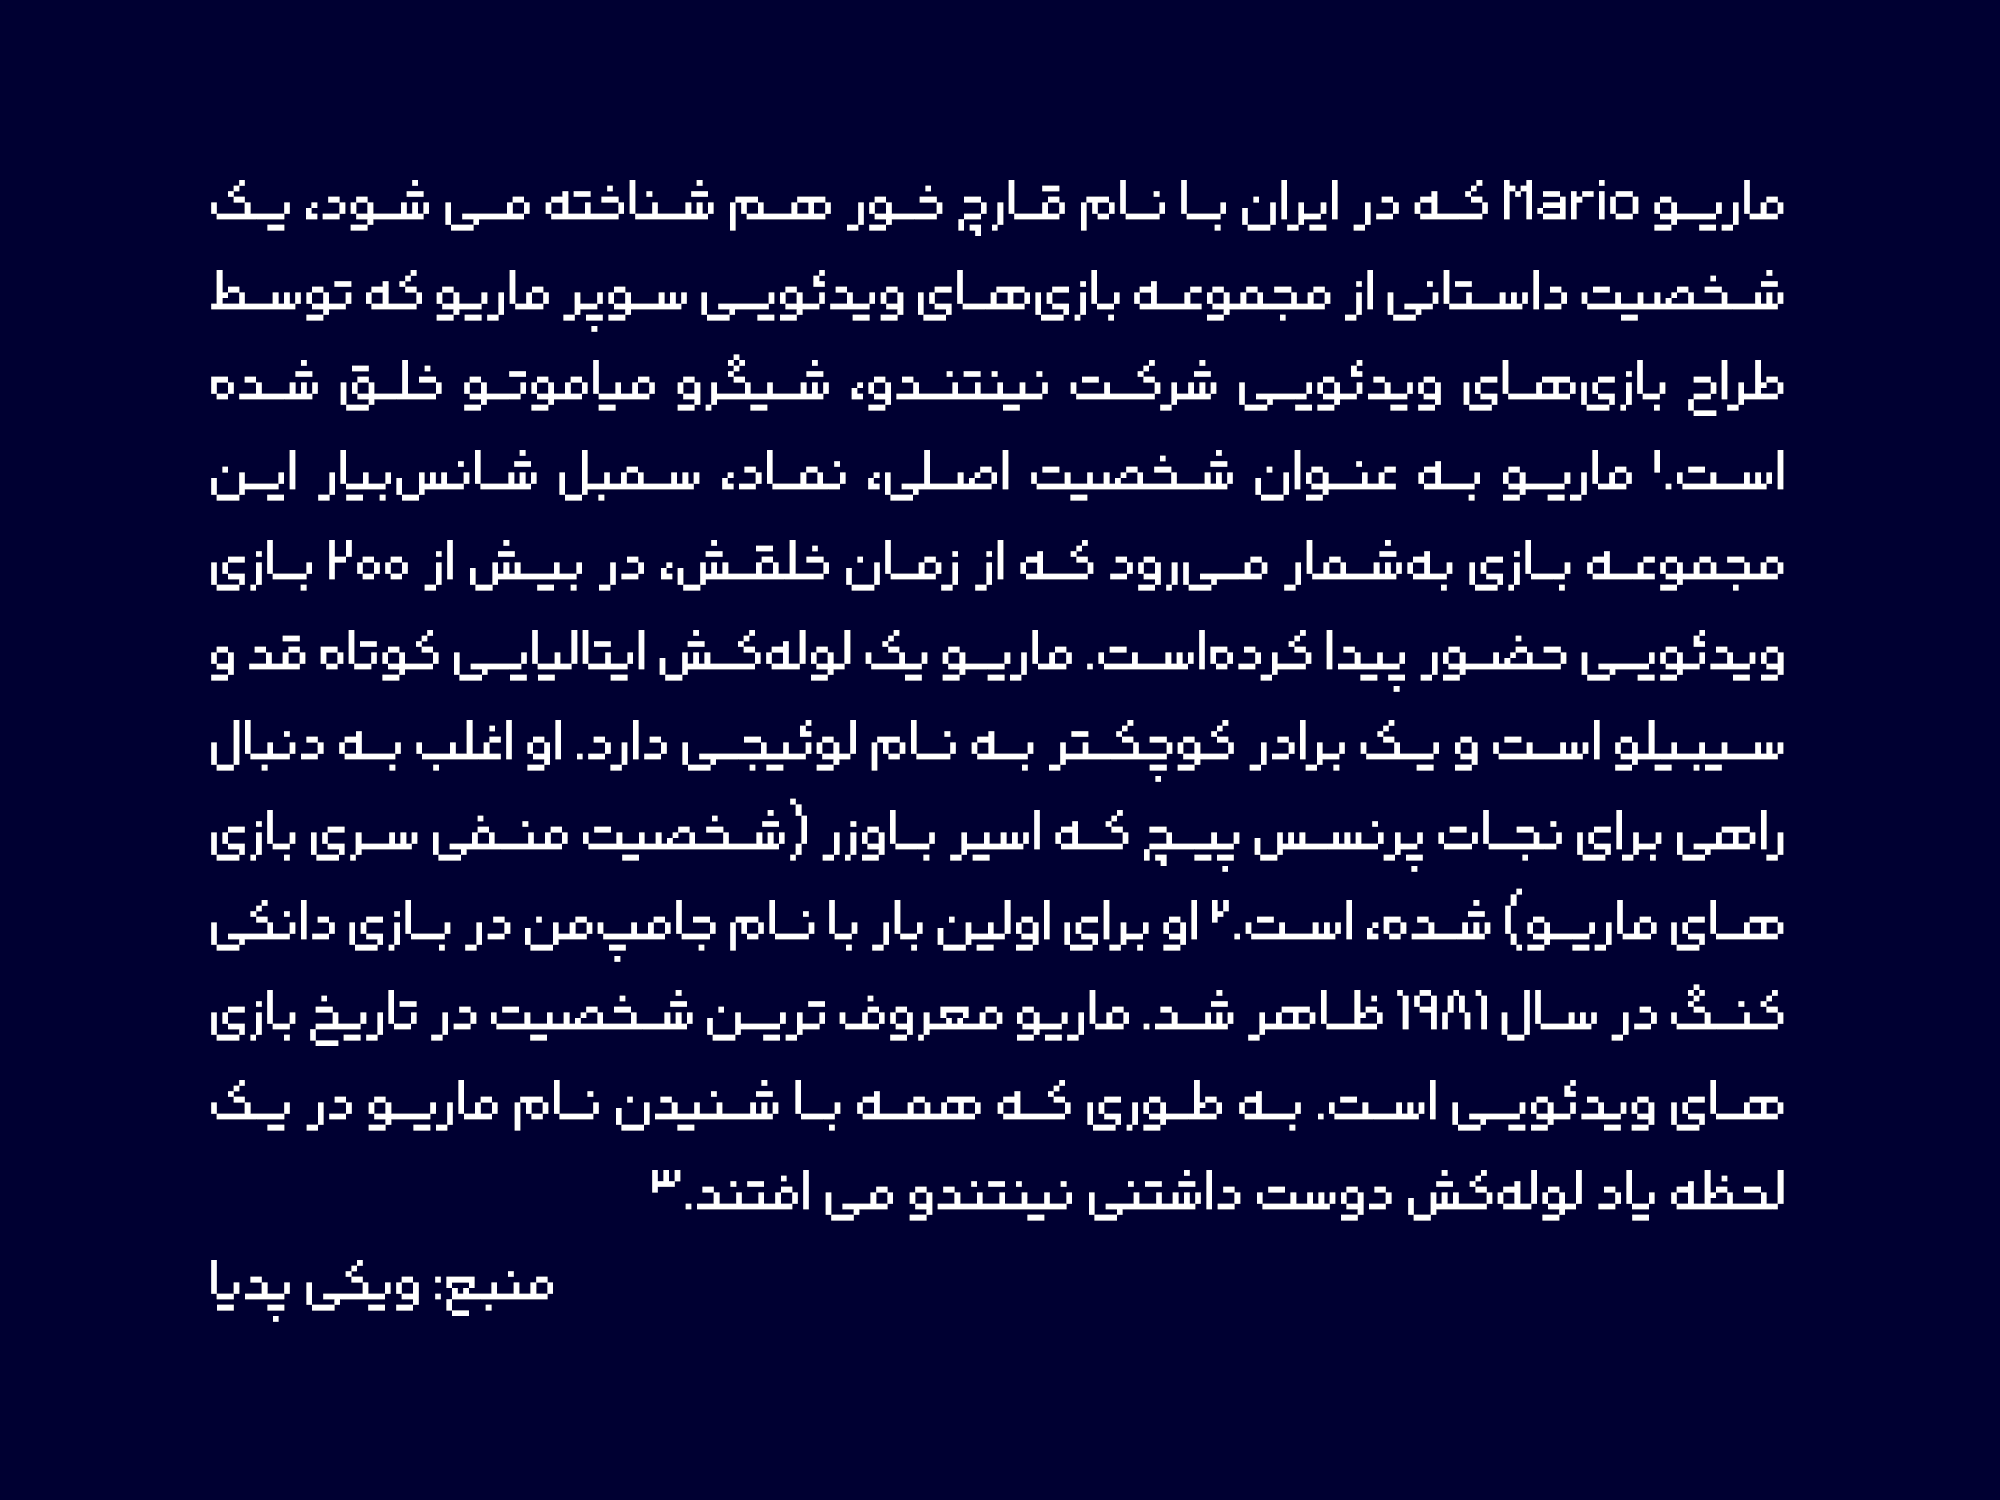 ماریو Mario که در ایران با نام قارچ خور هم شناخته می شود، یک
شخصیت داستانی از مجموعه بازی‌های ویدئویی سوپر ماریو که توسط
طراح بازی‌های ویدئویی شرکت نینتندو، شیگرو میاموتو خلق شده
است.۱ ماریو به عنوان شخصیت اصلی، نماد، سمبل شانس‌بیار این
مجموعه بازی به‌شمار می‌رود که از زمان خلقش، در بیش از ۲۰۰ بازی
ویدئویی حضور پیدا کرده‌است. ماریو یک لوله‌کش ایتالیایی کوتاه قد و
سیبیلو است و یک برادر کوچکتر به نام لوئیجی دارد. او اغلب به دنبال
راهی برای نجات پرنسس پیچ که اسیر باوزر (شخصیت منفی سری بازی
های ماریو) شده، است.۲ او برای اولین بار با نام جامپ‌من در بازی دانکی
کنگ در سال ۱۹۸۱ ظاهر شد. ماریو معروف ترین شخصیت در تاریخ بازی
های ویدئویی است. به طوری که همه با شنیدن نام ماریو در یک
لحظه یاد لوله‌کش دوست داشتنی نینتندو می افتند.۳
منبع: ویکی پدیا